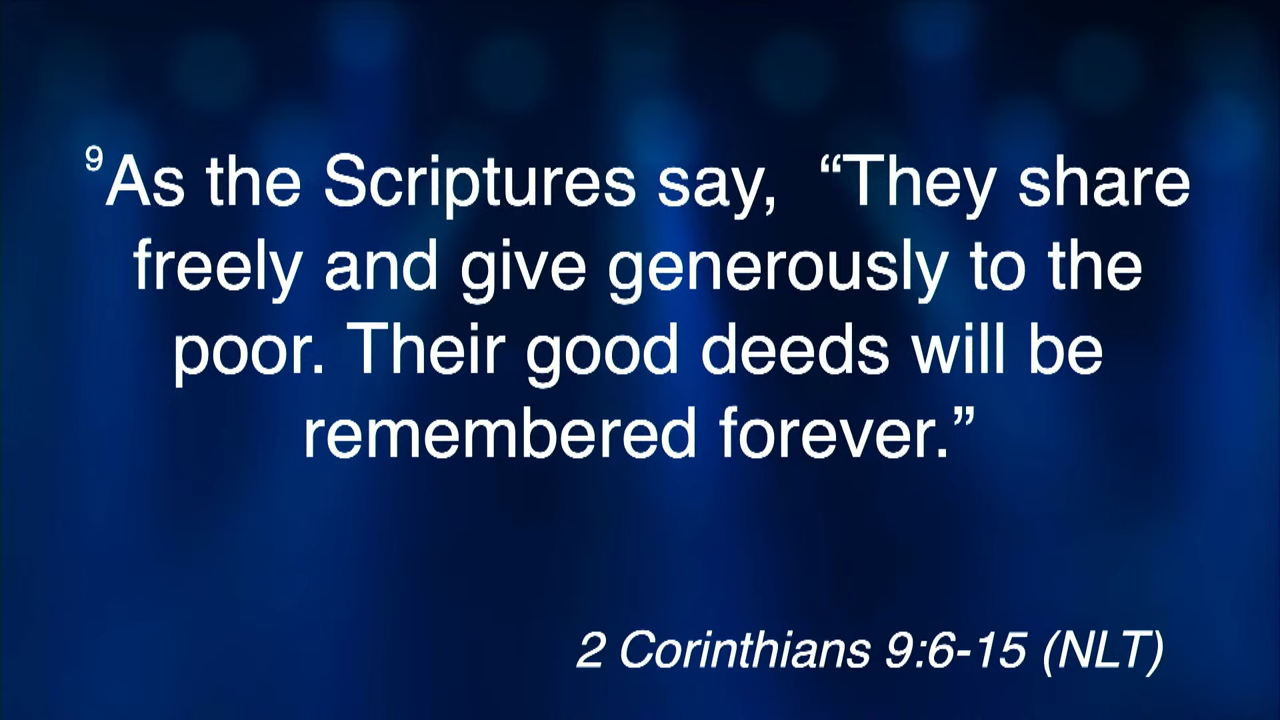 ⁹As the Scriptures say,  “They share
freely and give generously to the
poor. Their good deeds will be
remembered forever.”
2 Corinthians 9:6-15 (NLT)